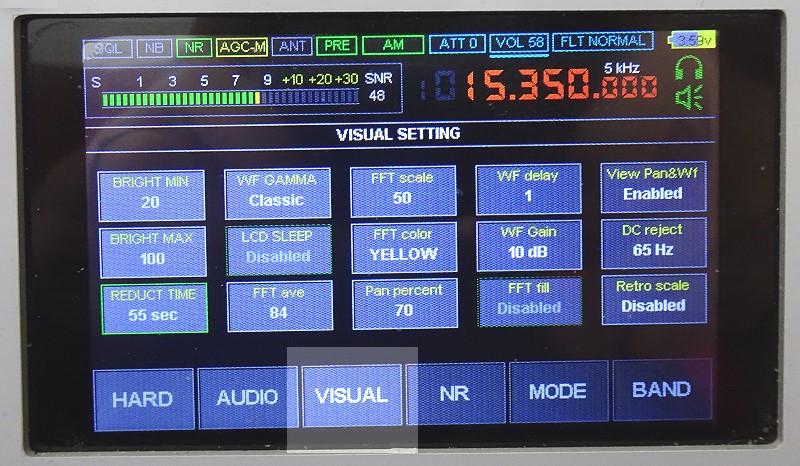 SQL NB NR AGC-M ANT PRE AM ATT 0 VOL 58 FLT NORMAL 3.59v
S 1 3 5 7 9 +10 +20 +30 SNR
48
5 kHz
15.350.000
VISUAL SETTING
BRIGHT MIN WF GAMMA FFT scale WF delay View Pan&Wf
20 Classic 50 1 Enabled
BRIGHT MAX LCD SLEEP FFT color WF Gain DC reject
100 Disabled YELLOW 10 dB 65 Hz
REDUCT TIME FFT ave Pan percent FFT fill Retro scale
55 sec 84 70 Disabled Disabled
HARD AUDIO VISUAL NR MODE BAND